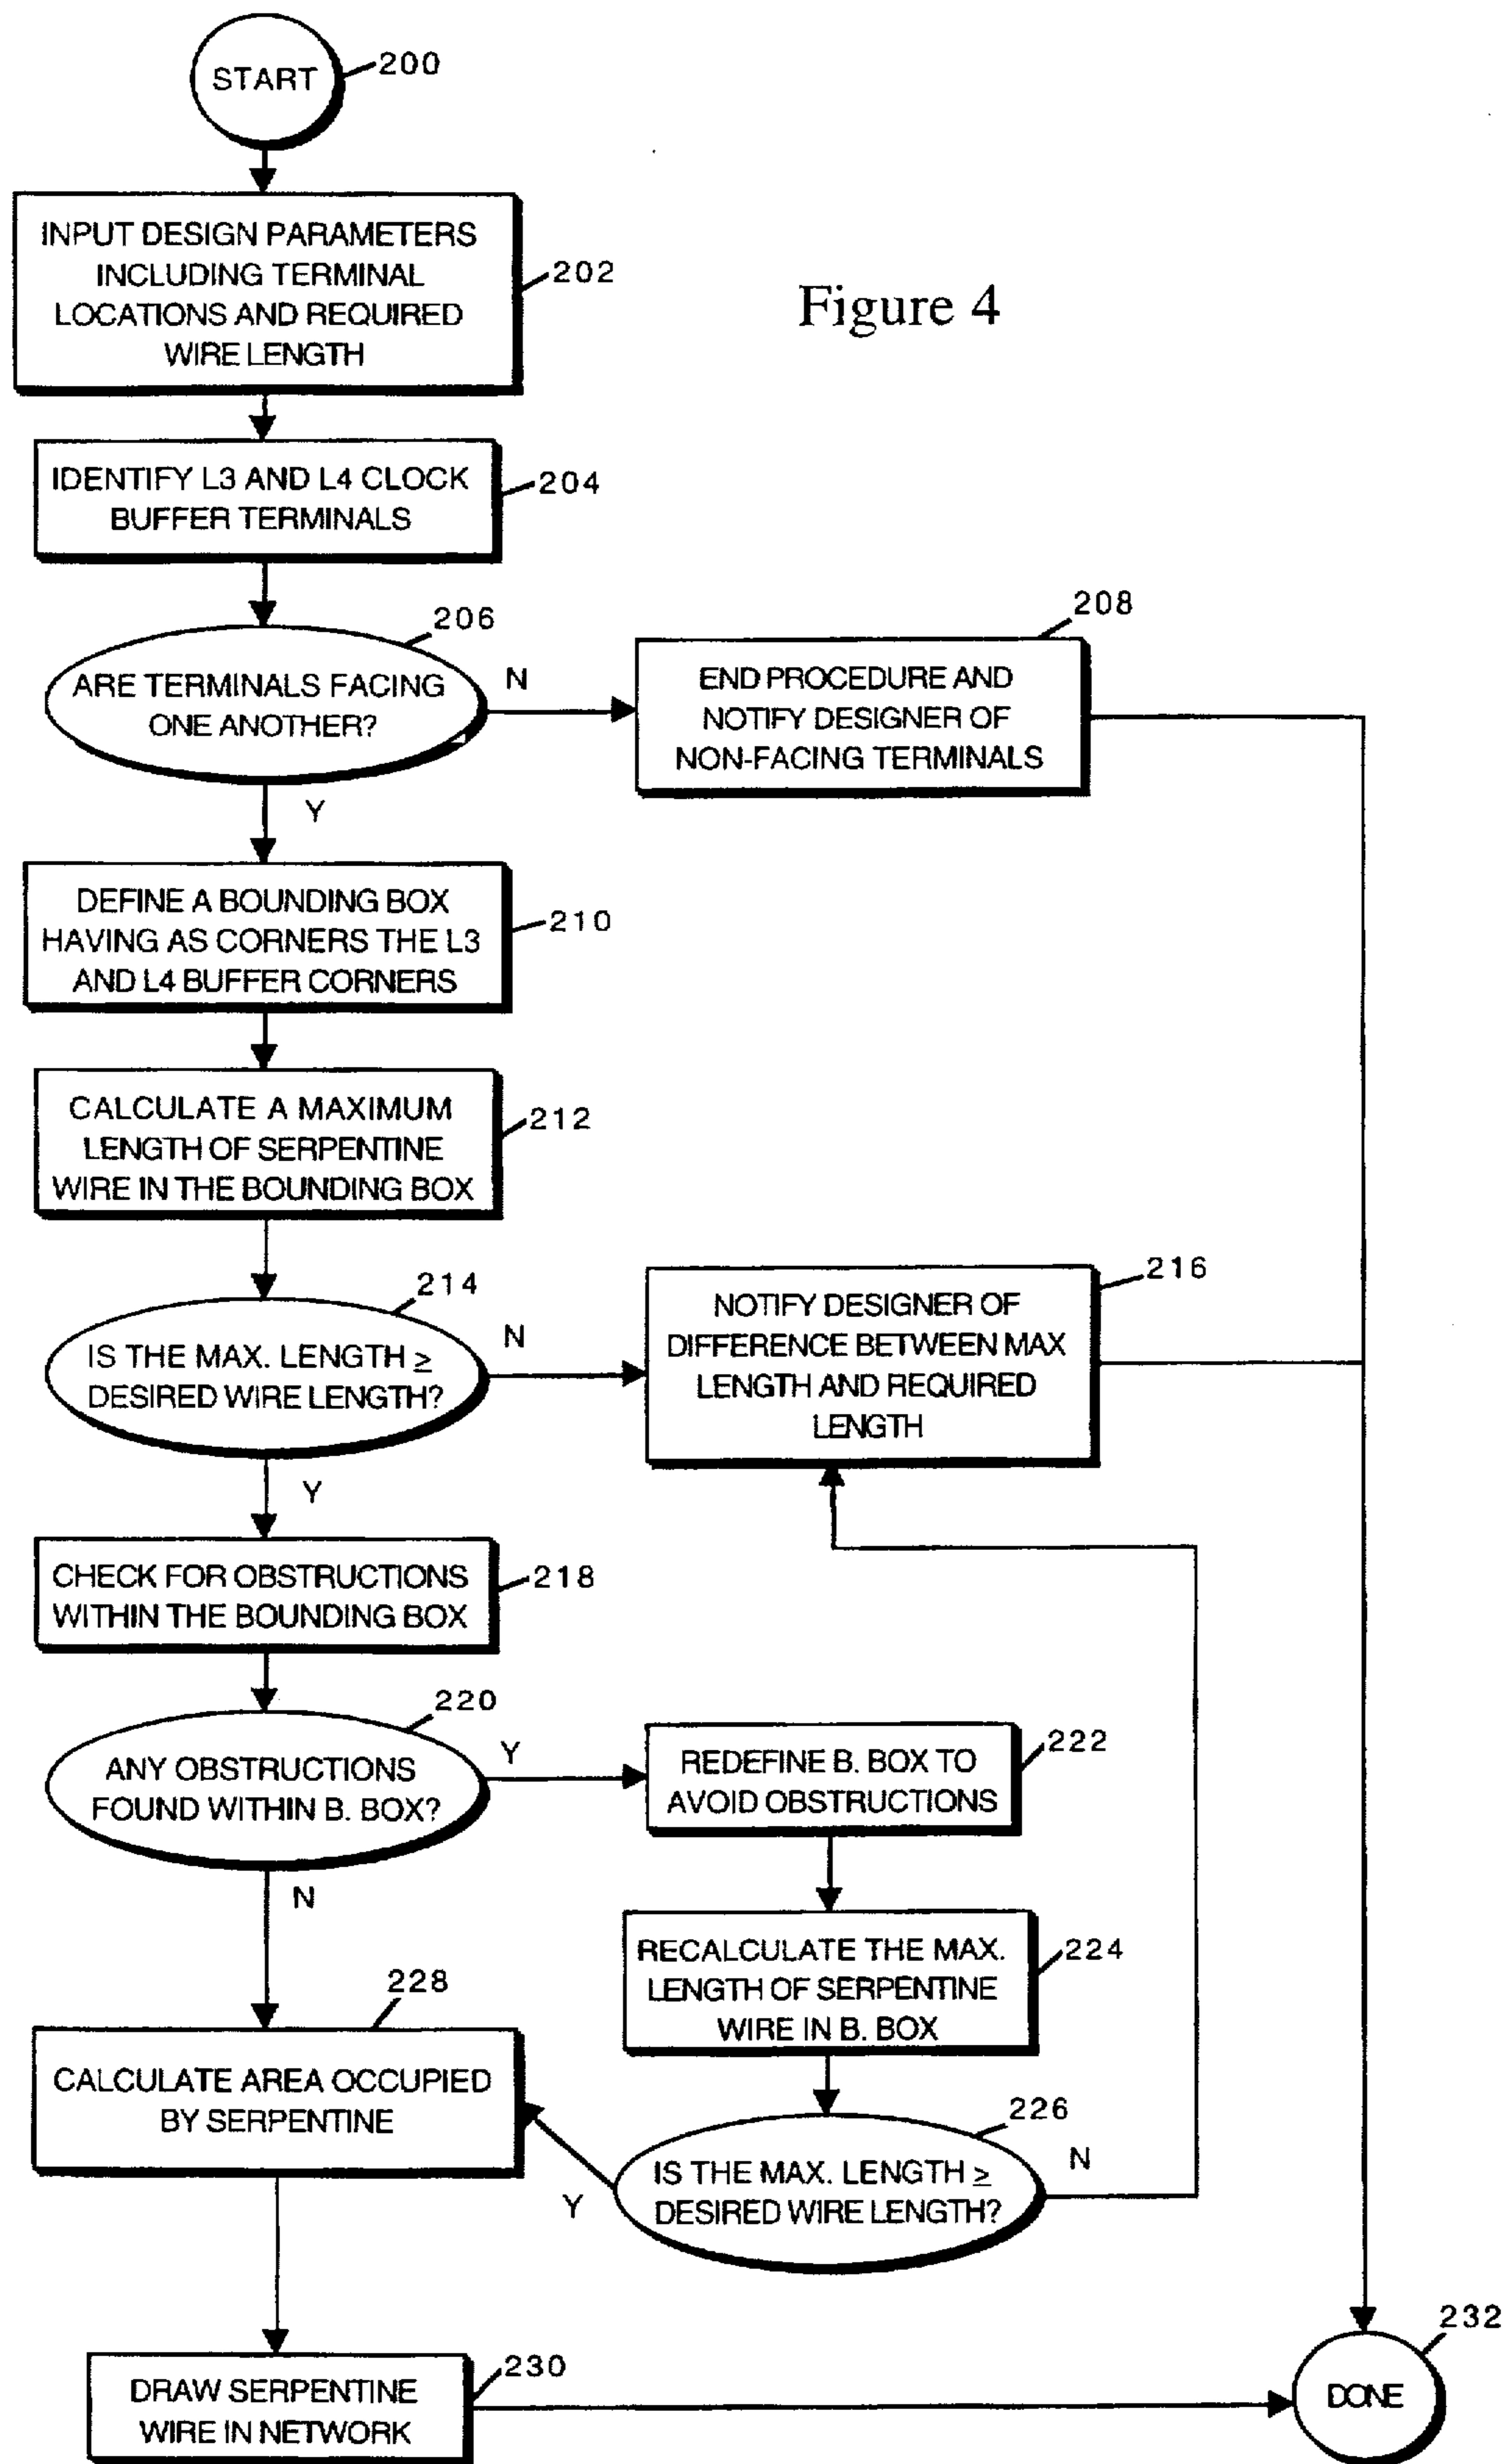 START
200
INPUT DESIGN PARAMETERS
INCLUDING TERMINAL
LOCATIONS AND REQUIRED
WIRE LENGTH
202
Figure 4
IDENTIFY L3 AND L4 CLOCK
BUFFER TERMINALS
204
206
ARE TERMINALS FACING
ONE ANOTHER?
N
Y
208
END PROCEDURE AND
NOTIFY DESIGNER OF
NON-FACING TERMINALS
DEFINE A BOUNDING BOX
HAVING AS CORNERS THE L3
AND L4 BUFFER CORNERS
210
CALCULATE A MAXIMUM
LENGTH OF SERPENTINE
WIRE IN THE BOUNDING BOX
212
214
IS THE MAX. LENGTH ≥
DESIRED WIRE LENGTH?
N
Y
216
NOTIFY DESIGNER OF
DIFFERENCE BETWEEN MAX
LENGTH AND REQUIRED
LENGTH
CHECK FOR OBSTRUCTIONS
WITHIN THE BOUNDING BOX
218
220
ANY OBSTRUCTIONS
FOUND WITHIN B. BOX?
Y
N
REDEFINE B. BOX TO
AVOID OBSTRUCTIONS
222
RECALCULATE THE MAX.
LENGTH OF SERPENTINE
WIRE IN B. BOX
224
226
IS THE MAX. LENGTH ≥
DESIRED WIRE LENGTH?
N
Y
228
CALCULATE AREA OCCUPIED
BY SERPENTINE
DRAW SERPENTINE
WIRE IN NETWORK
230
232
DONE